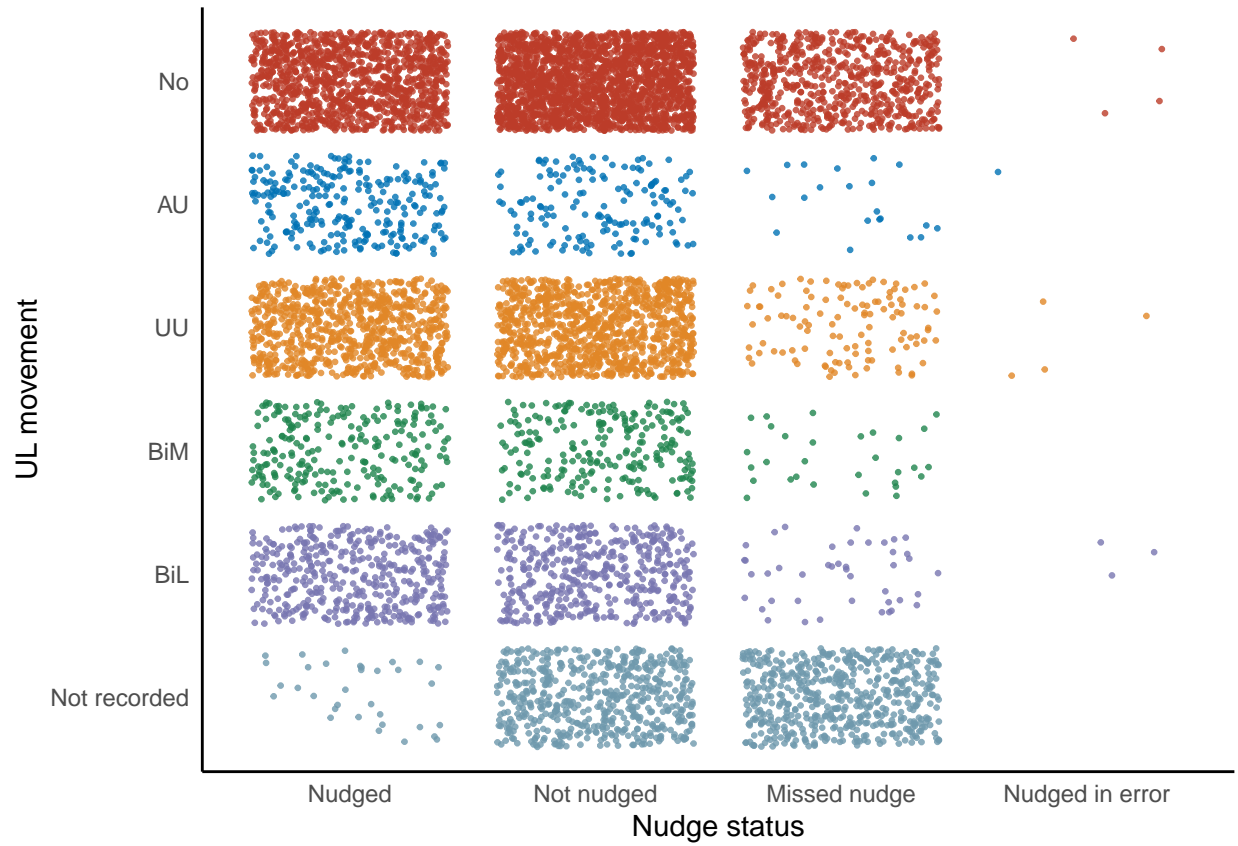 UL movement
No
AU
UU
BiM
BiL
Not recorded
Nudged
Not nudged
Missed nudge
Nudged in error
Nudge status